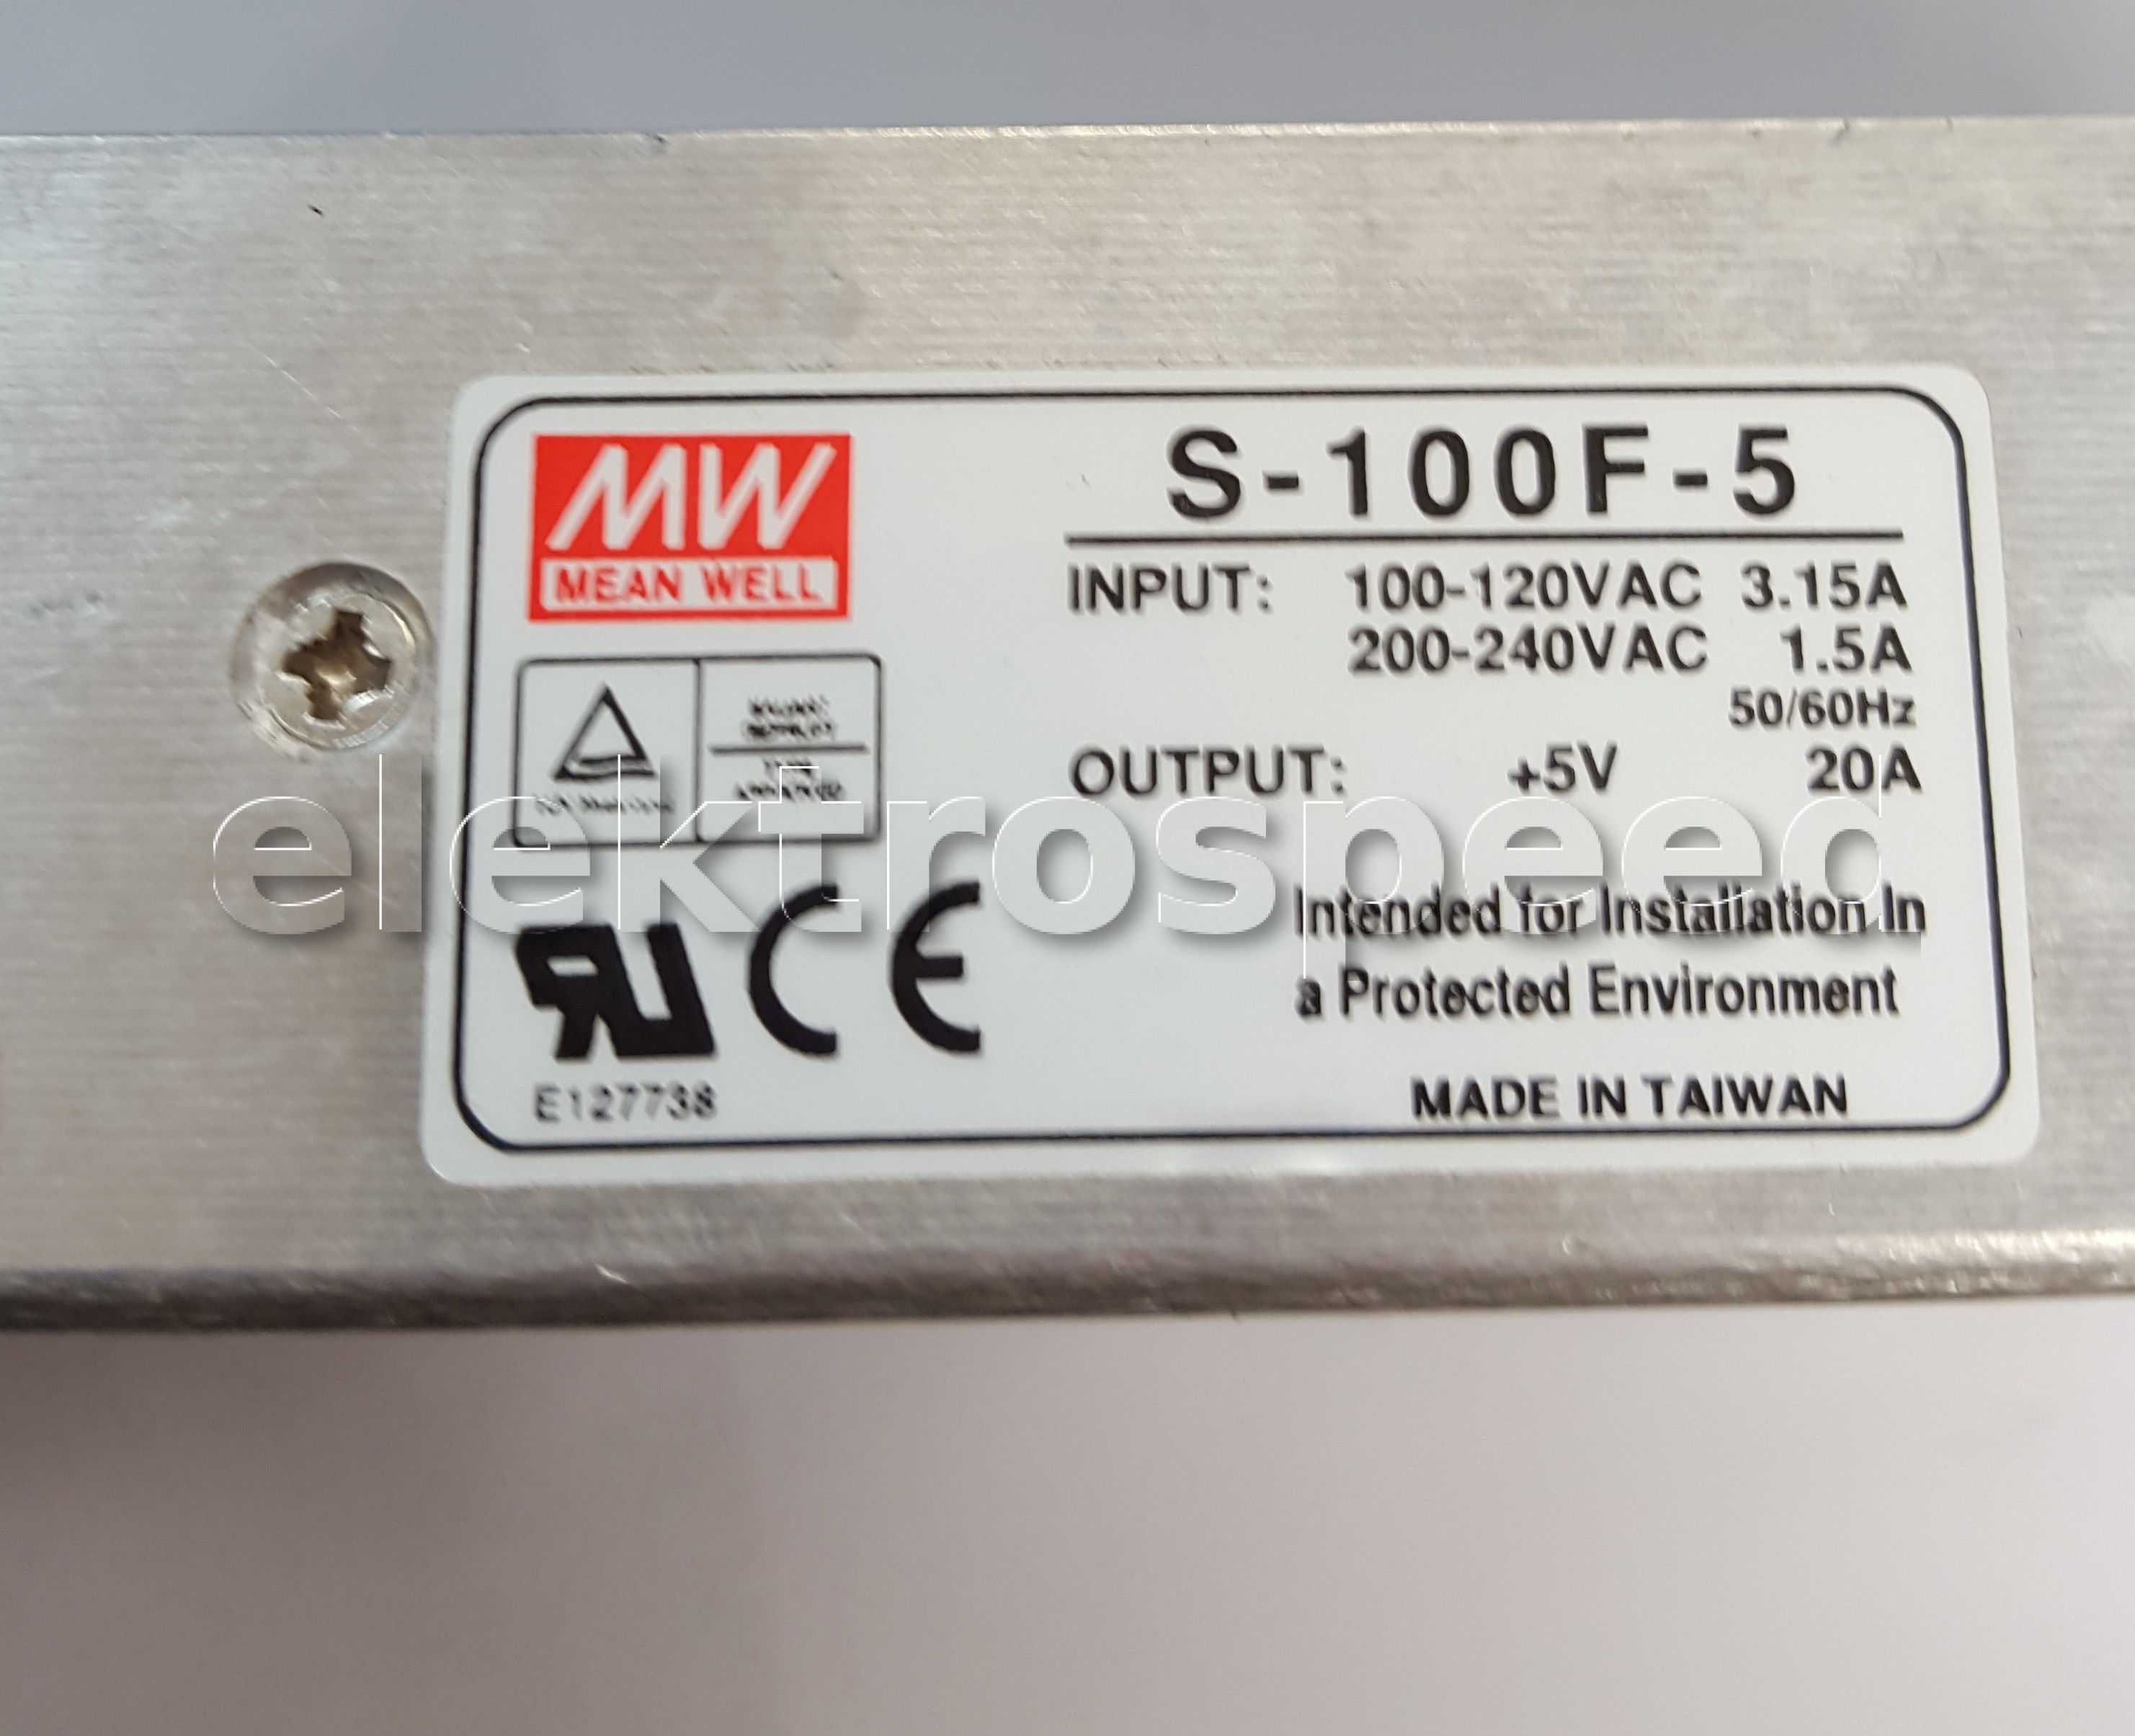 MW
MEAN WELL
S-100F-5
INPUT: 100-120VAC 3.15A
200-240VAC 1.5A
50/60Hz
OUTPUT: +5V 20A
Intended for Installation In
a Protected Environment
MADE IN TAIWAN
CE
E127738
elektrospeed